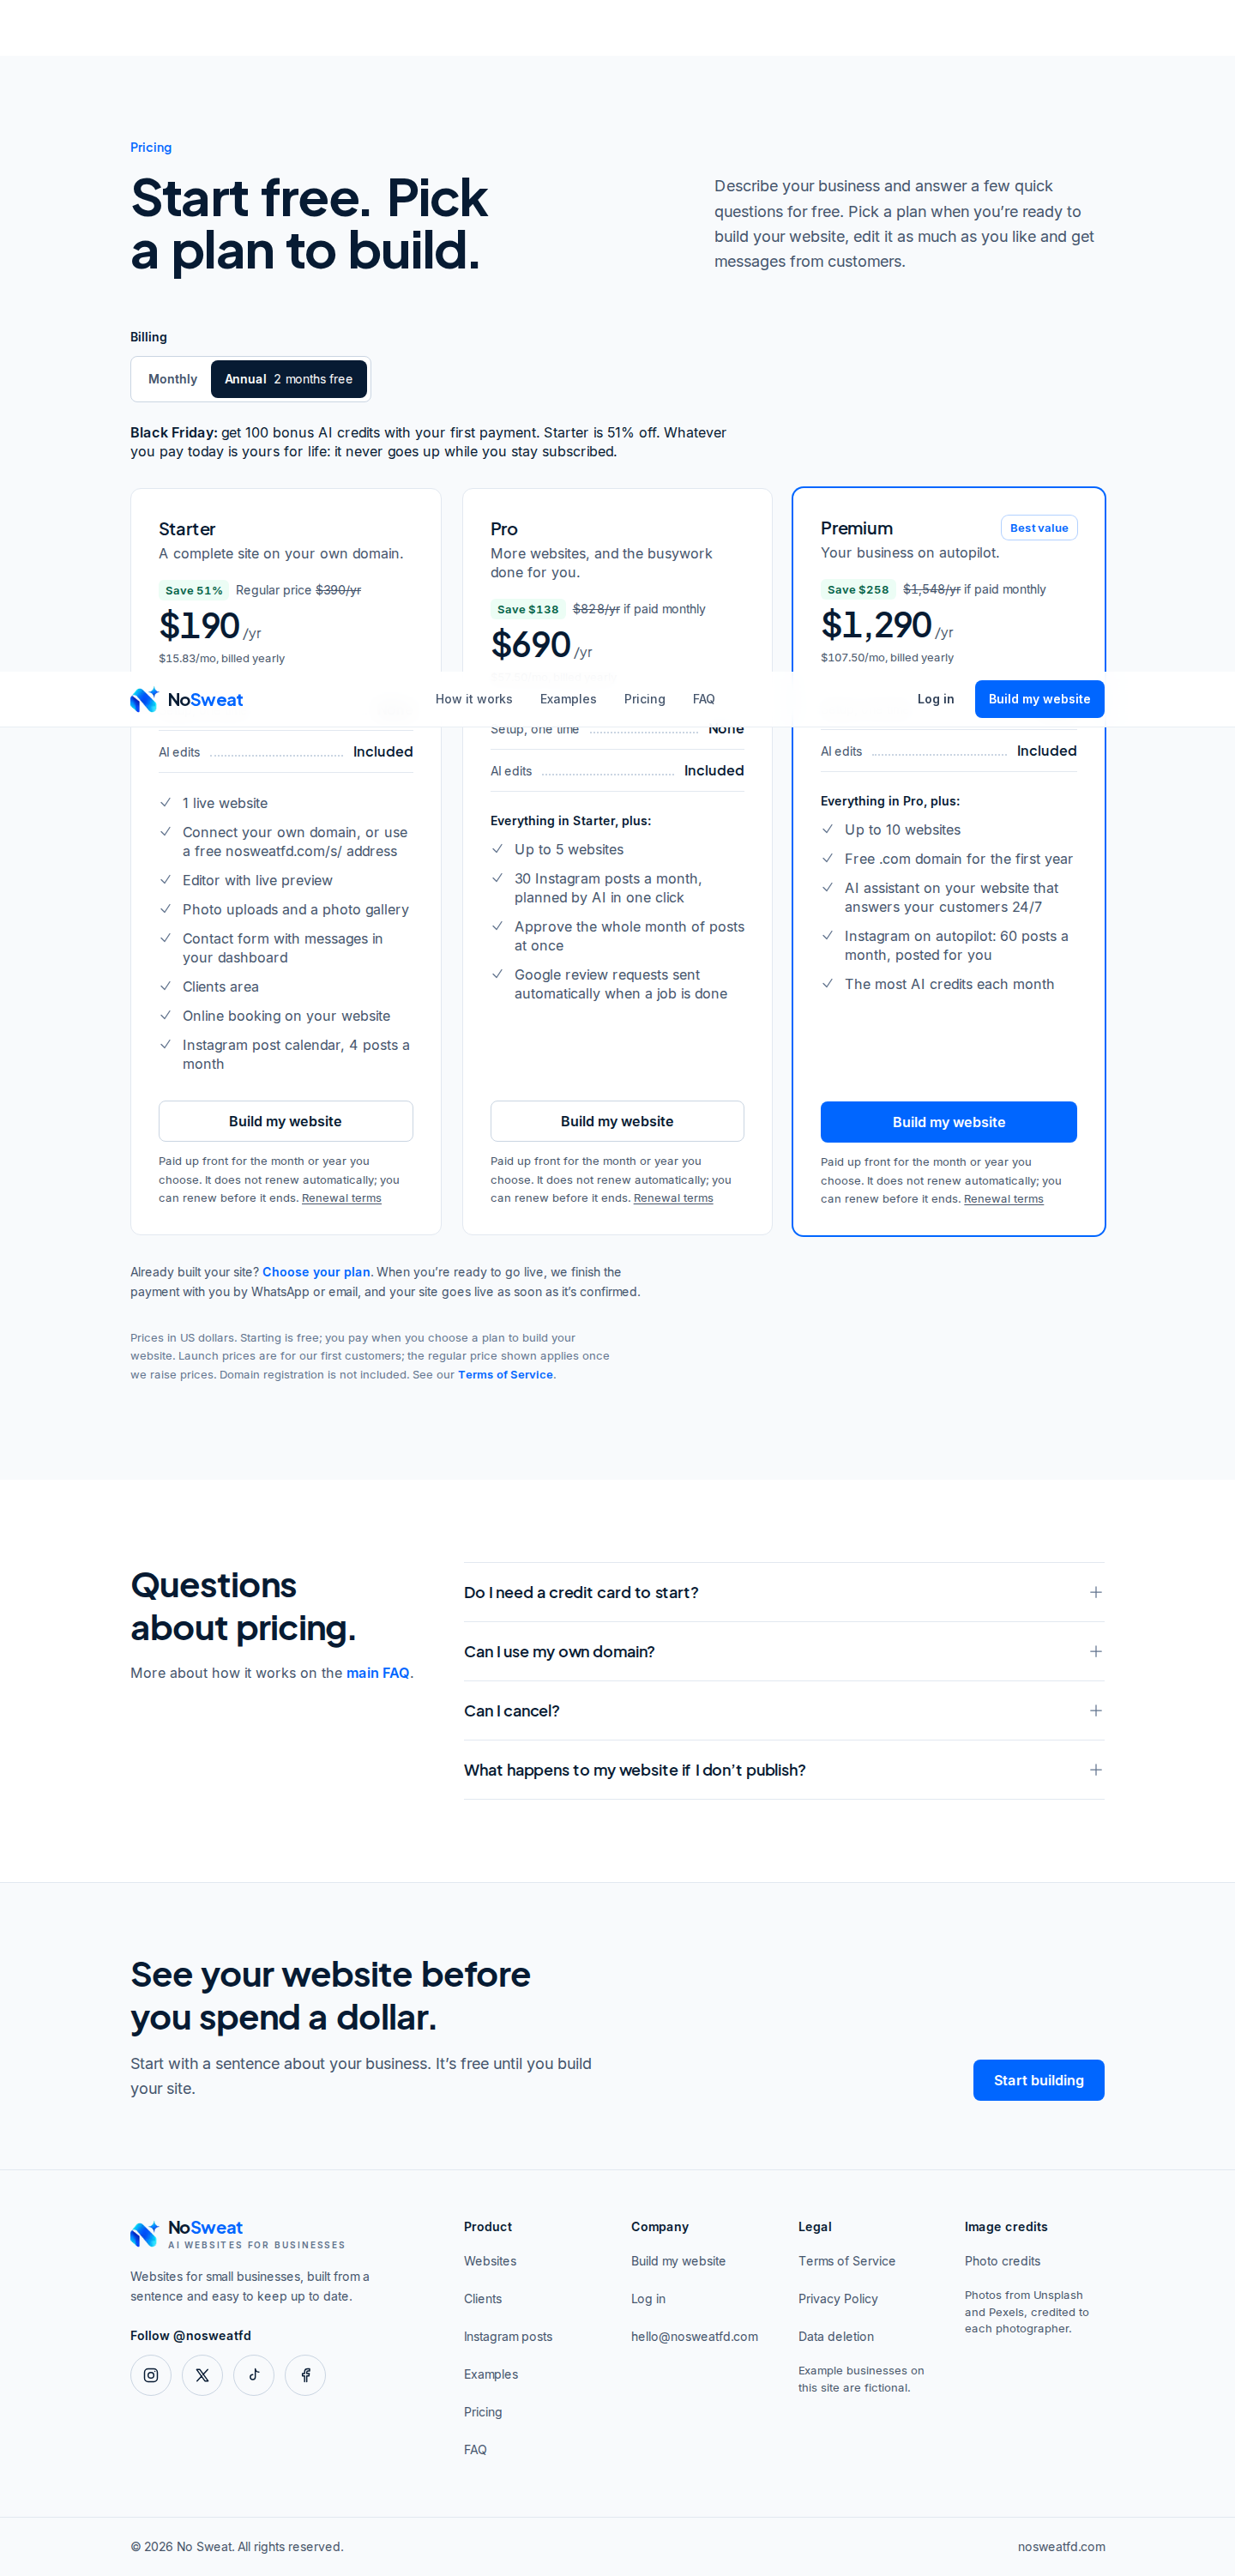 Pricing
Start free. Pick
a plan to build.
Describe your business and answer a few quick
questions for free. Pick a plan when you’re ready to
build your website, edit it as much as you like and get
messages from customers.
Billing
Monthly
Annual 2 months free
Black Friday: get 100 bonus AI credits with your first payment. Starter is 51% off. Whatever
you pay today is yours for life: it never goes up while you stay subscribed.
Starter
A complete site on your own domain.
Save 51% Regular price $390/yr
$190 /yr
$15.83/mo, billed yearly
Pro
More websites, and the busywork
done for you.
Save $138 $828/yr if paid monthly
$690 /yr
Premium
Best value
Your business on autopilot.
Save $258 $1,548/yr if paid monthly
$1,290 /yr
$107.50/mo, billed yearly
NoSweat
How it works
Examples
Pricing
FAQ
Log in
Build my website
AI edits Included
1 live website
Connect your own domain, or use
a free nosweatfd.com/s/ address
Editor with live preview
Photo uploads and a photo gallery
Contact form with messages in
your dashboard
Clients area
Online booking on your website
Instagram post calendar, 4 posts a
month
Build my website
Paid up front for the month or year you
choose. It does not renew automatically; you
can renew before it ends. Renewal terms
Setup, one time None
AI edits Included
Everything in Starter, plus:
Up to 5 websites
30 Instagram posts a month,
planned by AI in one click
Approve the whole month of posts
at once
Google review requests sent
automatically when a job is done
Build my website
Paid up front for the month or year you
choose. It does not renew automatically; you
can renew before it ends. Renewal terms
AI edits Included
Everything in Pro, plus:
Up to 10 websites
Free .com domain for the first year
AI assistant on your website that
answers your customers 24/7
Instagram on autopilot: 60 posts a
month, posted for you
The most AI credits each month
Build my website
Paid up front for the month or year you
choose. It does not renew automatically; you
can renew before it ends. Renewal terms
Already built your site? Choose your plan. When you’re ready to go live, we finish the
payment with you by WhatsApp or email, and your site goes live as soon as it’s confirmed.
Prices in US dollars. Starting is free; you pay when you choose a plan to build your
website. Launch prices are for our first customers; the regular price shown applies once
we raise prices. Domain registration is not included. See our Terms of Service.
Questions
about pricing.
More about how it works on the main FAQ.
Do I need a credit card to start?
Can I use my own domain?
Can I cancel?
What happens to my website if I don’t publish?
See your website before
you spend a dollar.
Start with a sentence about your business. It’s free until you build
your site.
Start building
NoSweat
AI WEBSITES FOR BUSINESSES
Websites for small businesses, built from a
sentence and easy to keep up to date.
Follow @nosweatfd
Product
Websites
Clients
Instagram posts
Examples
Pricing
FAQ
Company
Build my website
Log in
hello@nosweatfd.com
Legal
Terms of Service
Privacy Policy
Data deletion
Example businesses on
this site are fictional.
Image credits
Photo credits
Photos from Unsplash
and Pexels, credited to
each photographer.
© 2026 No Sweat. All rights reserved.
nosweatfd.com